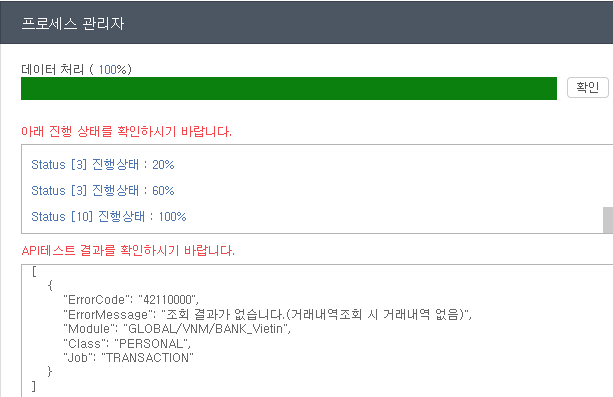 프로세스 관리자
데이터 처리 ( 100%)
확인
아래 진행 상태를 확인하시기 바랍니다.
Status [3] 진행상태 : 20%
Status [3] 진행상태 : 60%
Status [10] 진행상태 : 100%
API테스트 결과를 확인하시기 바랍니다.
[
{
"ErrorCode": "42110000",
"ErrorMessage": "조회 결과가 없습니다.(거래내역조회 시 거래내역 없음)",
"Module": "GLOBAL/VNM/BANK_Vietin",
"Class": "PERSONAL",
"Job": "TRANSACTION"
}
]